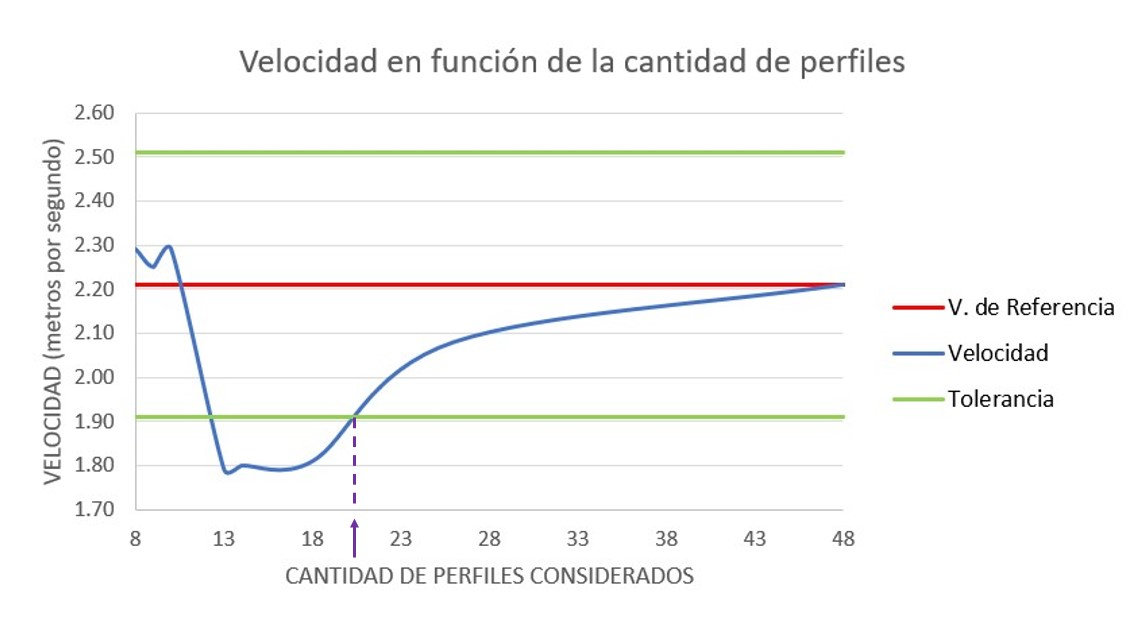 Velocidad en función de la cantidad de perfiles
VELOCIDAD (metros por segundo)
2.60
2.50
2.40
2.30
2.20
2.10
2.00
1.90
1.80
1.70
8 13 18 23 28 33 38 43 48
CANTIDAD DE PERFILES CONSIDERADOS
V. de Referencia
Velocidad
Tolerancia